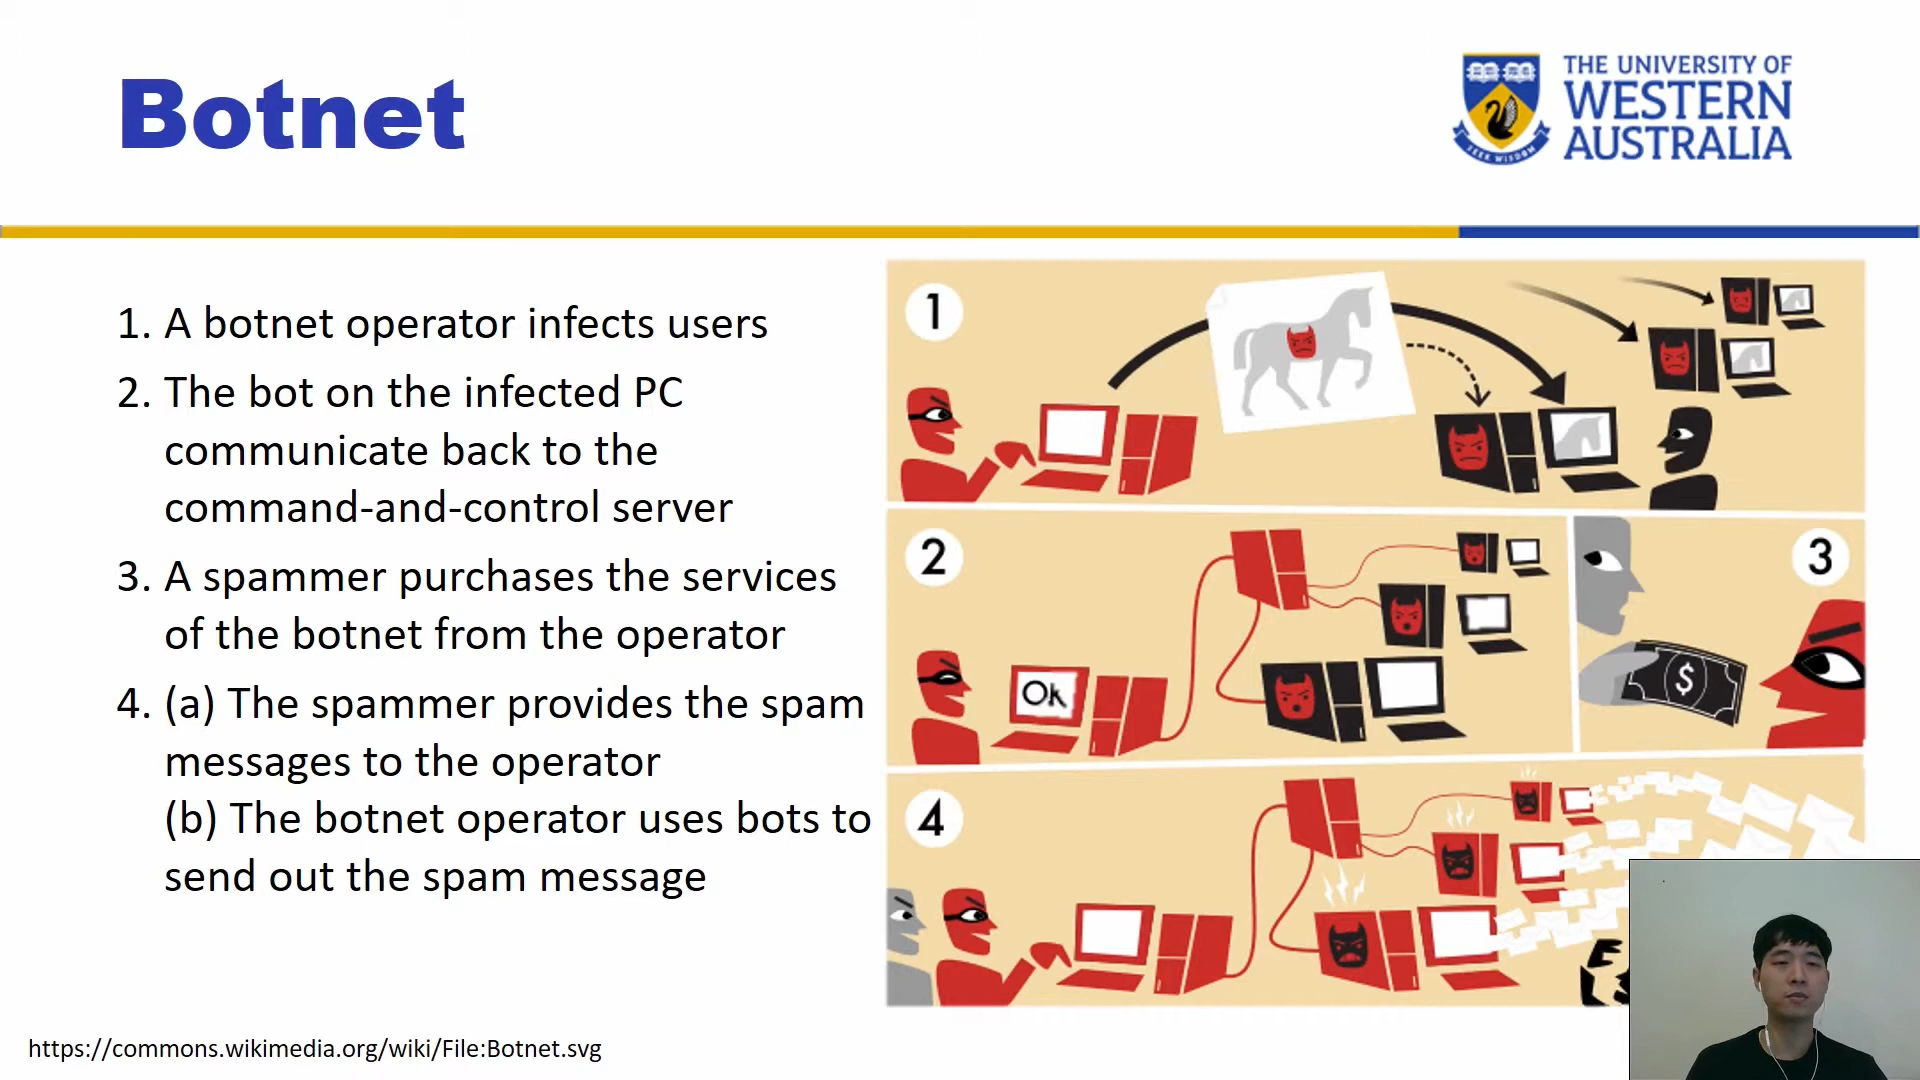 Botnet
THE UNIVERSITY OF
WESTERN
AUSTRALIA
SEEK WISDOM
1. A botnet operator infects users
2. The bot on the infected PC
communicate back to the
command-and-control server
3. A spammer purchases the services
of the botnet from the operator
4. (a) The spammer provides the spam
messages to the operator
(b) The botnet operator uses bots to
send out the spam message
1
2
Ok
3
$
4
https://commons.wikimedia.org/wiki/File:Botnet.svg